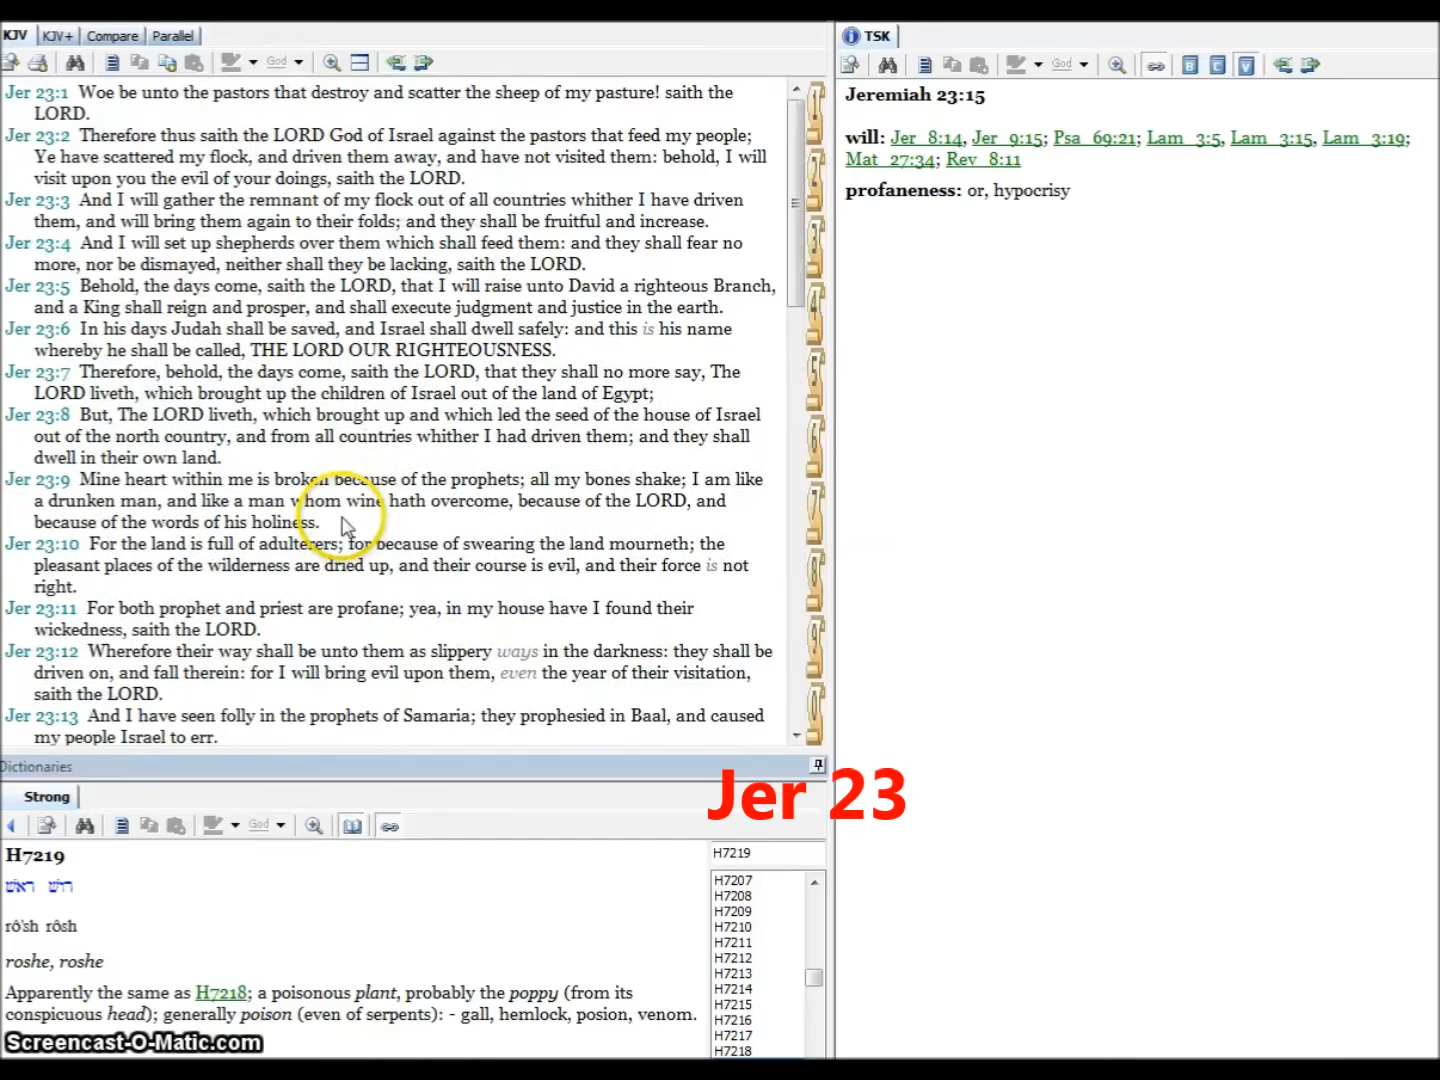 KJV KJV+ Compare Parallel
God
Jer 23:1 Woe be unto the pastors that destroy and scatter the sheep of my pasture! saith the
LORD.
Jer 23:2 Therefore thus saith the LORD God of Israel against the pastors that feed my people;
Ye have scattered my flock, and driven them away, and have not visited them: behold, I will
visit upon you the evil of your doings, saith the LORD.
Jer 23:3 And I will gather the remnant of my flock out of all countries whither I have driven
them, and will bring them again to their folds; and they shall be fruitful and increase.
Jer 23:4 And I will set up shepherds over them which shall feed them: and they shall fear no
more, nor be dismayed, neither shall they be lacking, saith the LORD.
Jer 23:5 Behold, the days come, saith the LORD, that I will raise unto David a righteous Branch,
and a King shall reign and prosper, and shall execute judgment and justice in the earth.
Jer 23:6 In his days Judah shall be saved, and Israel shall dwell safely: and this is his name
whereby he shall be called, THE LORD OUR RIGHTEOUSNESS.
Jer 23:7 Therefore, behold, the days come, saith the LORD, that they shall no more say, The
LORD liveth, which brought up the children of Israel out of the land of Egypt;
Jer 23:8 But, The LORD liveth, which brought up and which led the seed of the house of Israel
out of the north country, and from all countries whither I had driven them; and they shall
dwell in their own land.
Jer 23:9 Mine heart within me is broken because of the prophets; all my bones shake; I am like
a drunken man, and like a man whom wine hath overcome, because of the LORD, and
because of the words of his holiness.
Jer 23:10 For the land is full of adulterers; for because of swearing the land mourneth; the
pleasant places of the wilderness are dried up, and their course is evil, and their force is not
right.
Jer 23:11 For both prophet and priest are profane; yea, in my house have I found their
wickedness, saith the LORD.
Jer 23:12 Wherefore their way shall be unto them as slippery ways in the darkness: they shall be
driven on, and fall therein: for I will bring evil upon them, even the year of their visitation,
saith the LORD.
Jer 23:13 And I have seen folly in the prophets of Samaria; they prophesied in Baal, and caused
my people Israel to err.
1
2
3
4
5
6
7
8
9
0
TSK
God
B C V
Jeremiah 23:15
will: Jer_8:14, Jer_9:15; Psa_69:21; Lam_3:5, Lam_3:15, Lam_3:19;
Mat_27:34; Rev_8:11
profaneness: or, hypocrisy
Dictionaries
Strong
God
H7219
ראשׁ רוֹשׁ
rô'sh rôsh
roshe, roshe
Apparently the same as H7218; a poisonous plant, probably the poppy (from its
conspicuous head); generally poison (even of serpents): - gall, hemlock, posion, venom.
H7219
H7207
H7208
H7209
H7210
H7211
H7212
H7213
H7214
H7215
H7216
H7217
H7218
Jer 23
Screencast-O-Matic.com